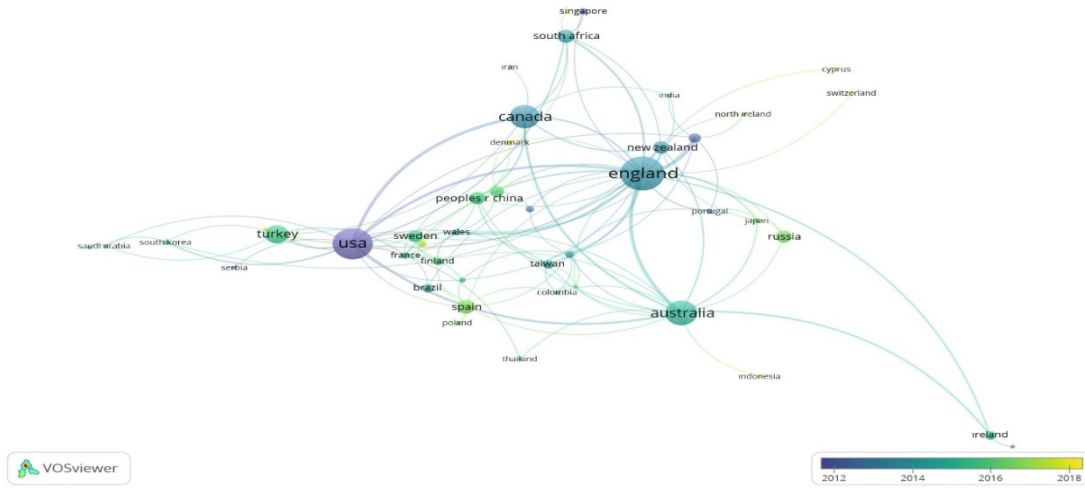 singapore
south africa
iran
cyprus
switzerland
india
canada
north ireland
denmark
new zealand
england
peoples r china
portugal
japan
turkey
sweden
wales
russia
usa
saudi arabia
south korea
france
finland
taiwan
serbia
brazil
colombia
spain
australia
poland
thailand
indonesia
ireland
VOSviewer
2012 2014 2016 2018